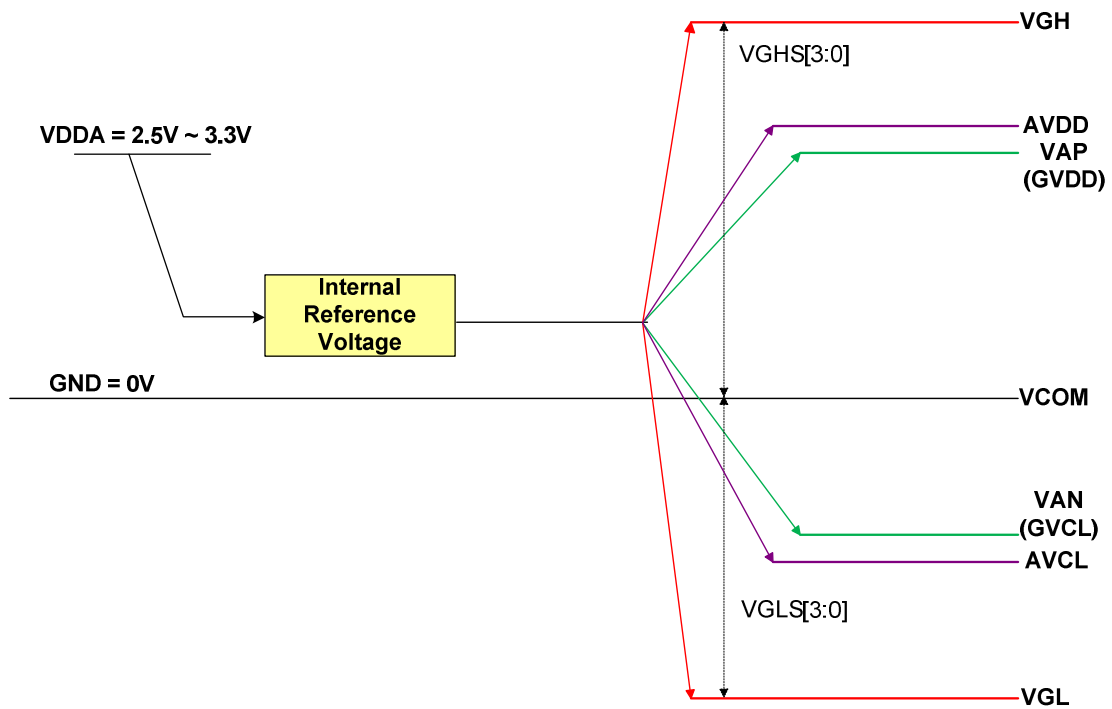 VGH
VGHS[3:0]
VDDA = 2.5V ~ 3.3V
AVDD
VAP
(GVDD)
Internal
Reference
Voltage
GND = 0V
VCOM
VAN
(GVCL)
AVCL
VGLS[3:0]
VGL